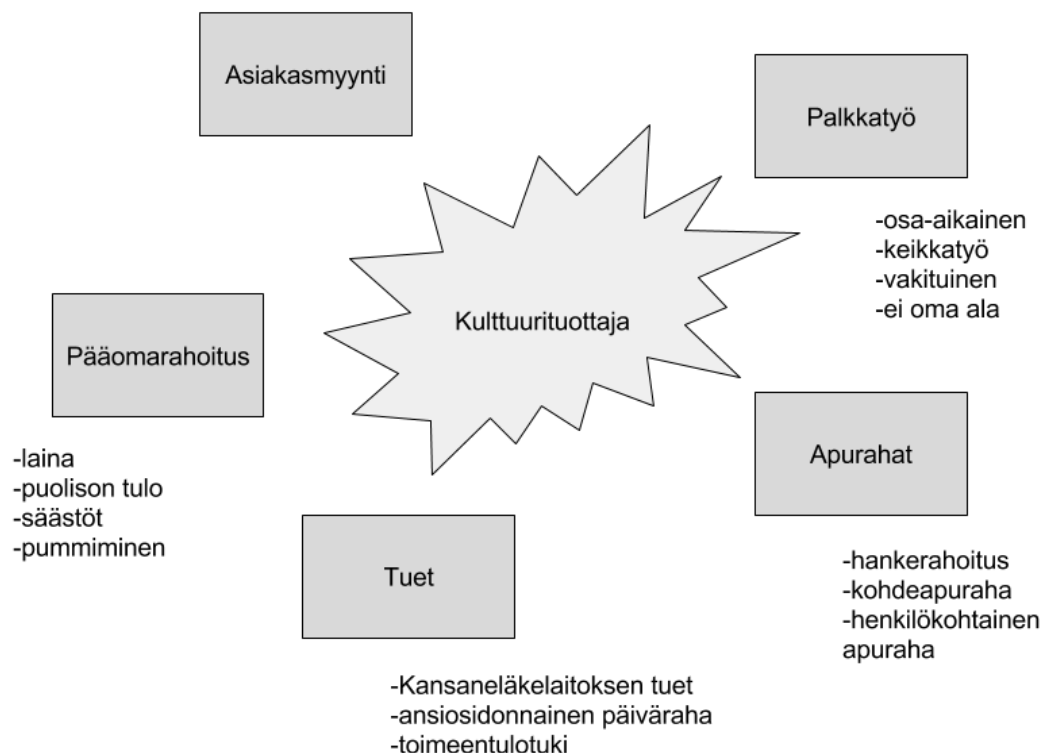 Asiakasmyynti
Palkkatyö
-osa-aikainen
-keikkatyö
-vakituinen
-ei oma ala
Kulttuurituottaja
Pääomarahoitus
-laina
-puolison tulo
-säästöt
-pummiminen
Apurahat
-hankerahoitus
-kohdeapuraha
-henkilökohtainen
apuraha
Tuet
-Kansaneläkelaitoksen tuet
-ansiosidonnainen päiväraha
-toimeentulotuki